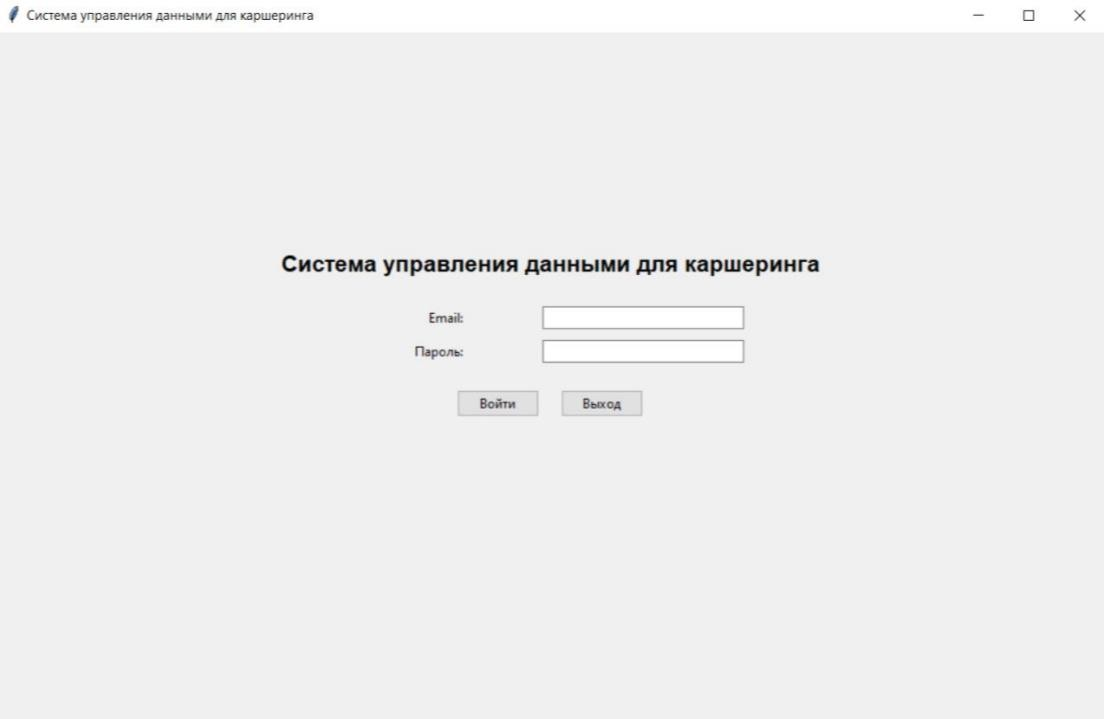 Система управления данными для каршеринга
Система управления данными для каршеринга
Email:
Пароль:
Войти Выход